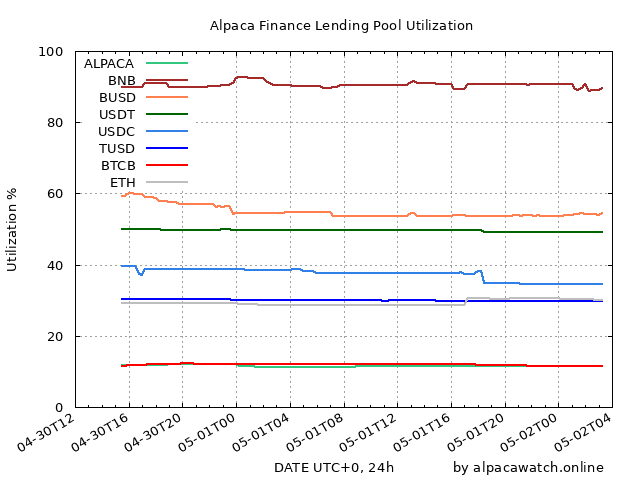 Alpaca Finance Lending Pool Utilization
100
80
60
40
20
0
Utilization %
ALPACA
BNB
BUSD
USDT
USDC
TUSD
BTCB
ETH
04-30T12
04-30T16
04-30T20
05-01T00
05-01T04
05-01T08
05-01T12
05-01T16
05-01T20
05-02T00
05-02T04
DATE UTC+0, 24h
by alpacawatch.online